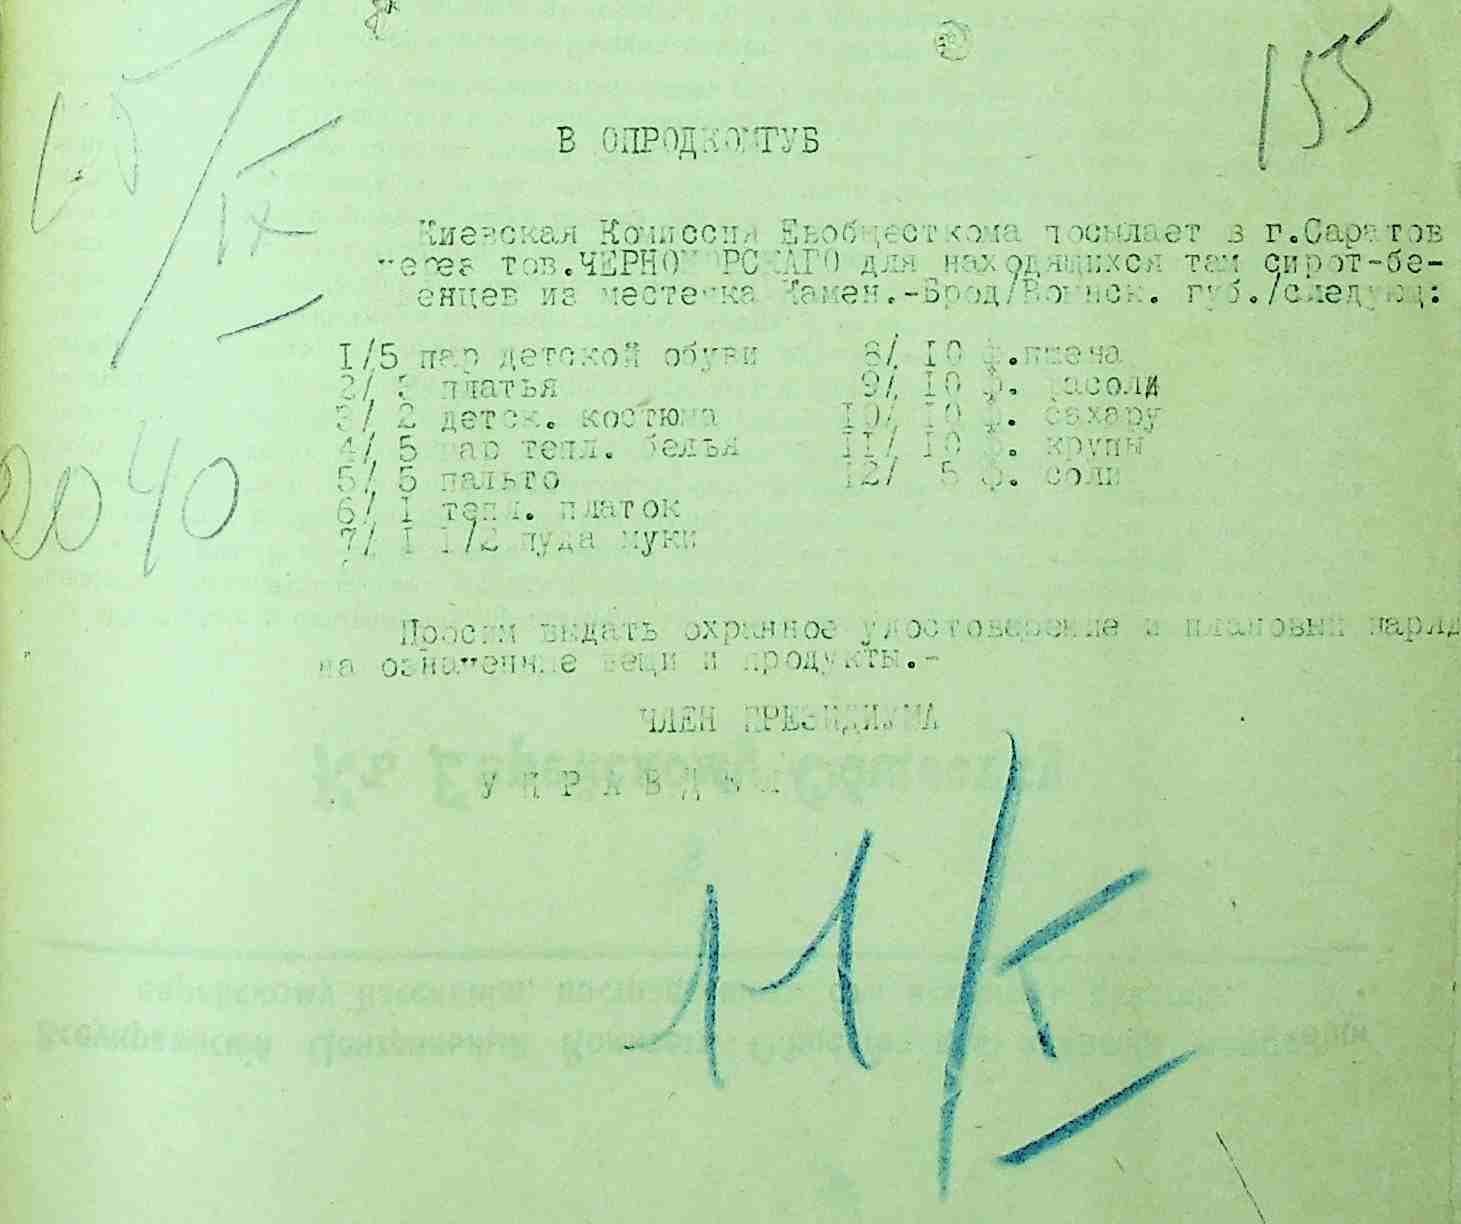 155
IX
В ОПРОДКОМГУБ
Киевская Комиссия Евобщесткома посылает в г.Саратов
через тов.ЧЕРНОМОРСКАГО для находящихся там сирот-бе-
женцев из местечка Камен.-Брод/Волынск. губ./следующ:
1/5 пар детской обуви 8/ 10 ф.пшена
2/ 5 платья 9/ 10 ф. фасоли
3/ 2 детск. костюма 10/ 10 ф. сахару
4/ 5 пар тепл. белья 11/ 10 ф. крупы
5/ 5 пальто 12/ 5 ф. соли
6/ I тепл. платок
7/ I I/2 пуда муки
2040
Просим выдать охранное удостоверение и плановый наряд
на означенные вещи и продукты.-
ЧЛЕН ПРЕЗИДИУМА
УПРАВДЕЛ
11/I